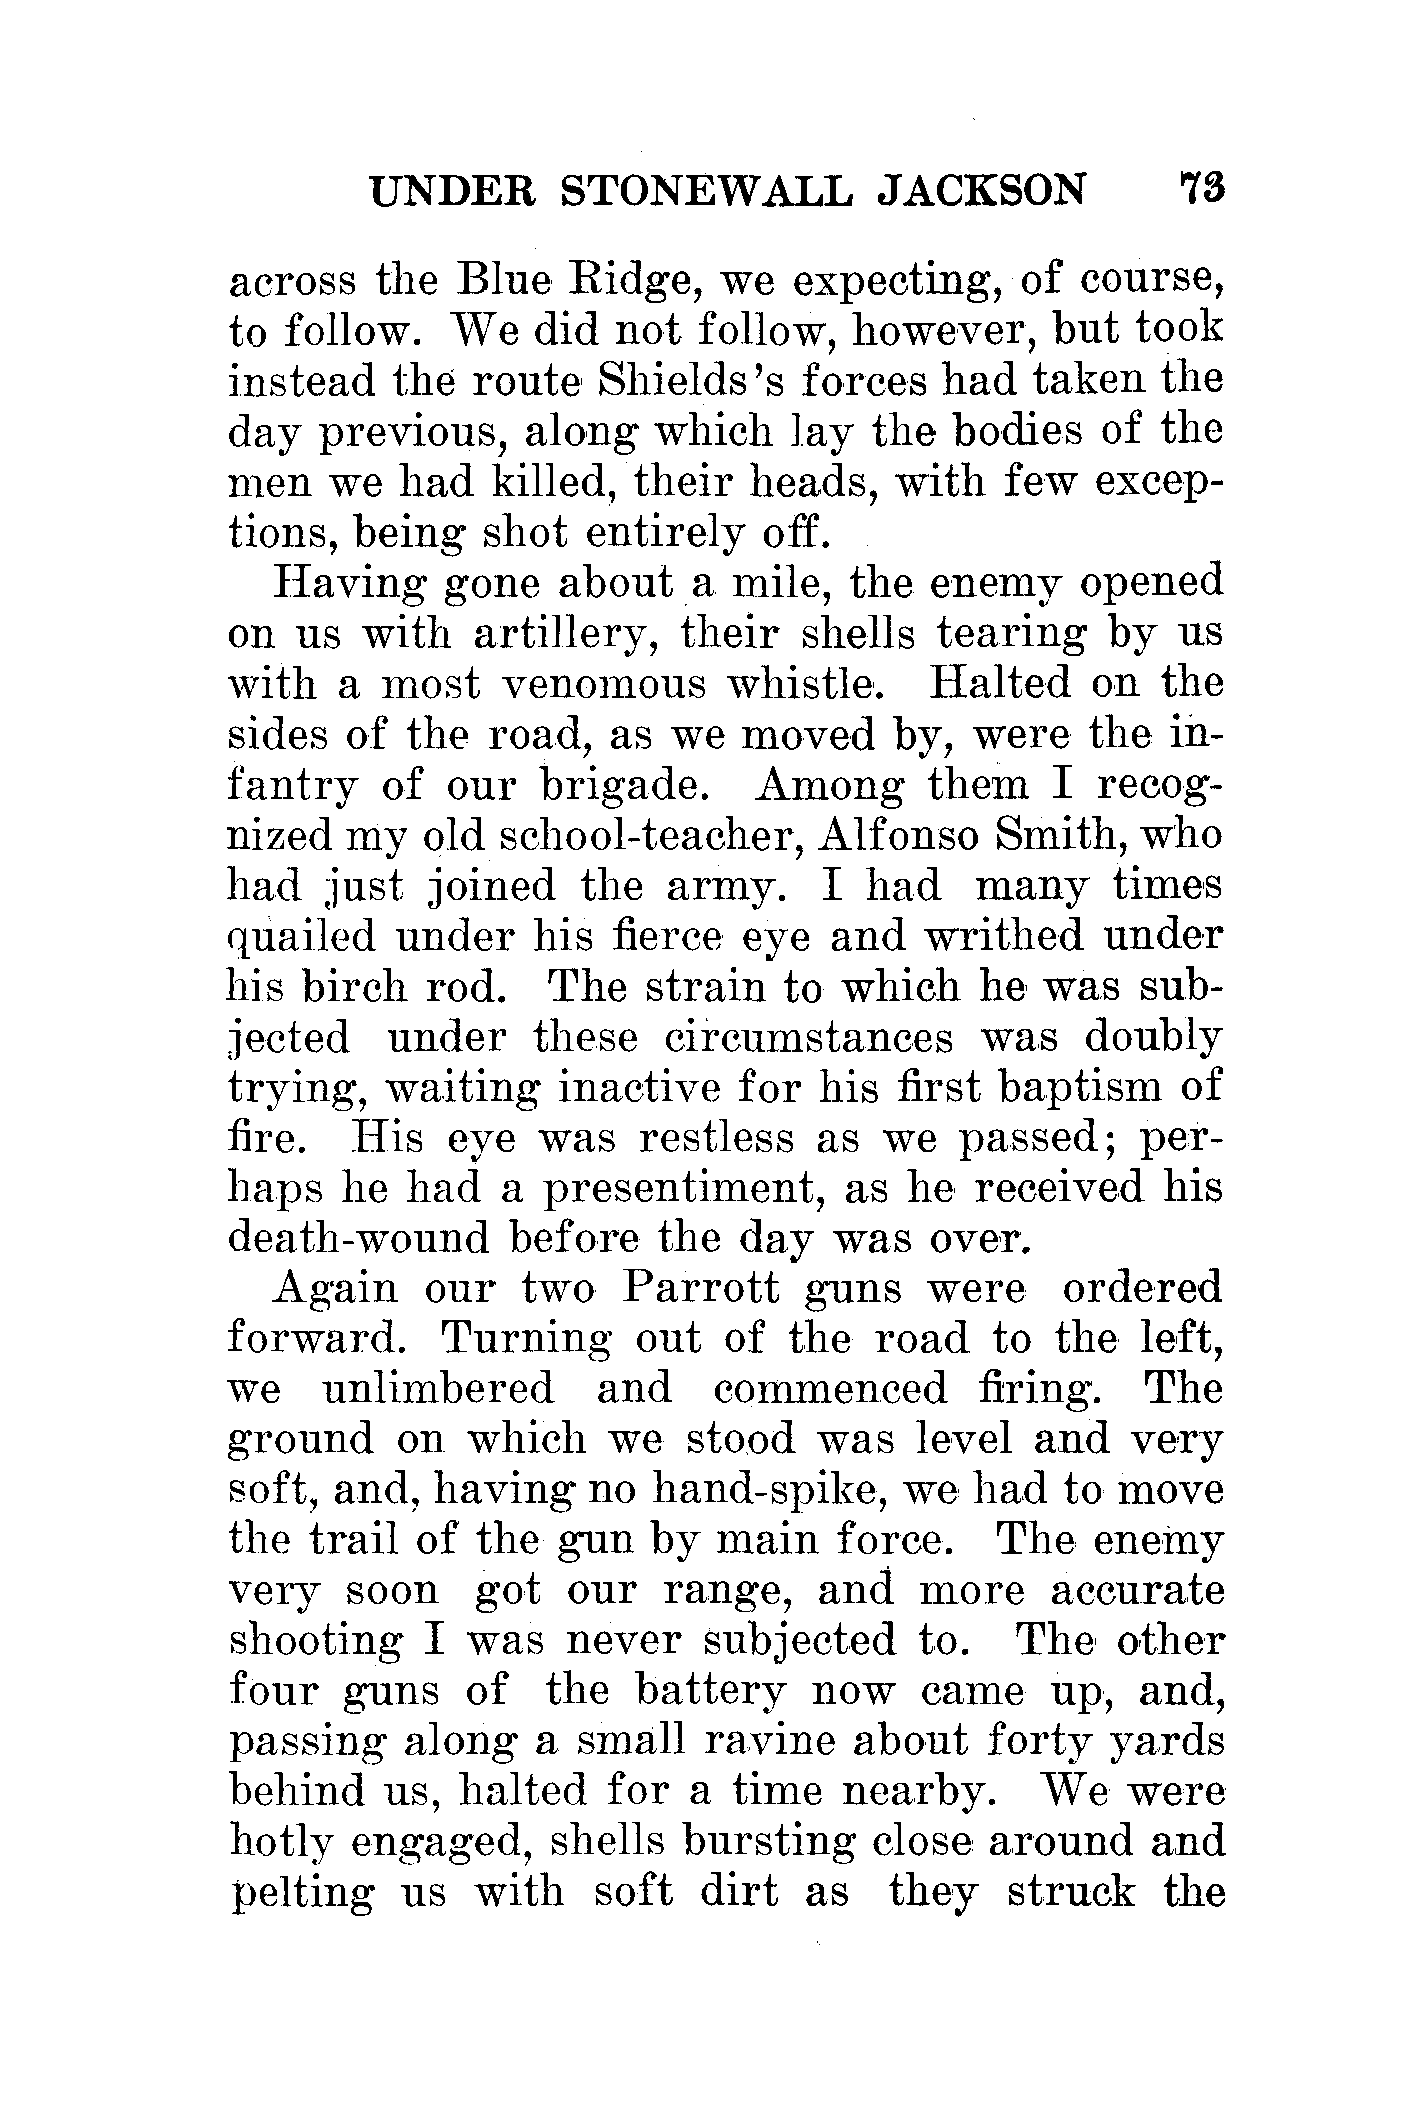 UNDER STONEWALL JACKSON 73
across the Blue Ridge, we expecting, of course,
to follow. We did not follow, however, but took
instead the route Shields's forces had taken the
day previous, along which lay the bodies of the
men we had killed, their heads, with few excep-
tions, being shot entirely off.
Having gone about a mile, the enemy opened
on us with artillery, their shells tearing by us
with a most venomous whistle. Halted on the
sides of the road, as we moved by, were the in-
fantry of our brigade. Among them I recog-
nized my old school-teacher, Alfonso Smith, who
had just joined the army. I had many times
quailed under his fierce eye and writhed under
his birch rod. The strain to which he was sub-
jected under these circumstances was doubly
trying, waiting inactive for his first baptism of
fire. His eye was restless as we passed; per-
haps he had a presentiment, as he received his
death-wound before the day was over.
Again our two Parrott guns were ordered
forward. Turning out of the road to the left,
we unlimbered and commenced firing. The
ground on which we stood was level and very
soft, and, having no hand-spike, we had to move
the trail of the gun by main force. The enemy
very soon got our range, and more accurate
shooting I was never subjected to. The other
four guns of the battery now came up, and,
passing along a small ravine about forty yards
behind us, halted for a time nearby. We were
hotly engaged, shells bursting close around and
pelting us with soft dirt as they struck the